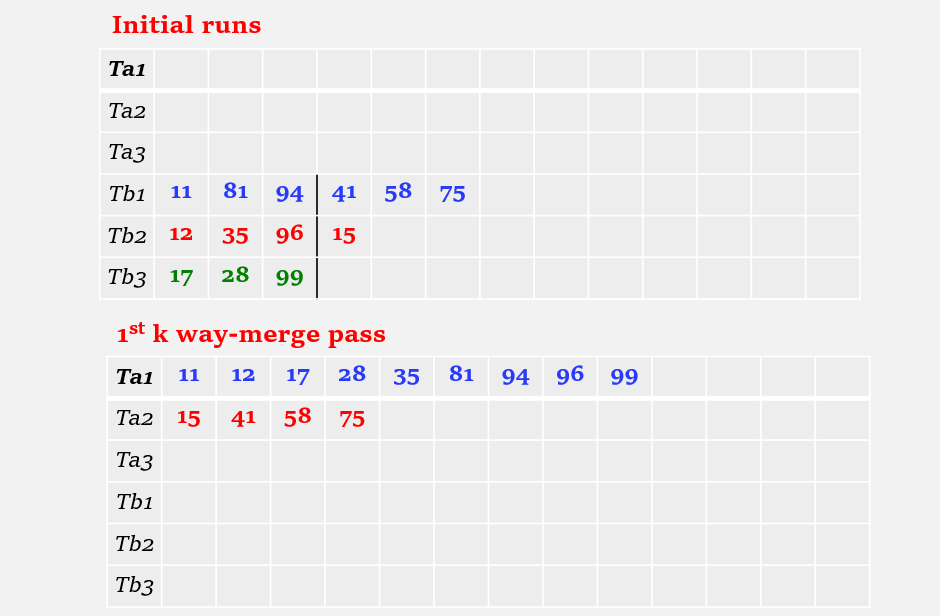 Initial runs
Ta1
Ta2
Ta3
Tb1 11 81 94 41 58 75
Tb2 12 35 96 15
Tb3 17 28 99
1st k way-merge pass
Ta1 11 12 17 28 35 81 94 96 99
Ta2 15 41 58 75
Ta3
Tb1
Tb2
Tb3